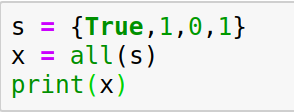 s = {True,1,0,1}
x = all(s)
print(x)